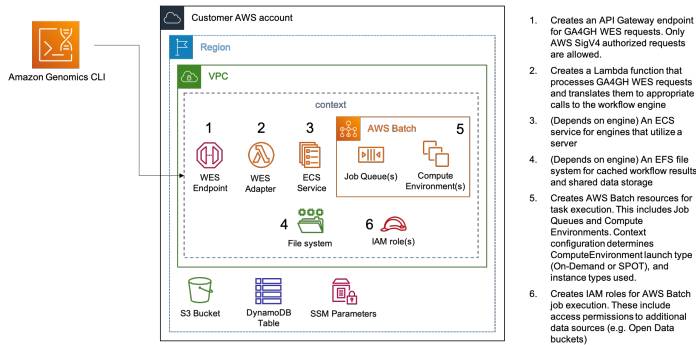 Customer AWS account
Region
Amazon Genomics CLI
VPC
context
1
2
3
AWS Batch
5
WES
Endpoint
WES
Adapter
ECS
Service
Job Queue(s)
Compute
Environment(s)
4
File system
6
IAM role(s)
S3 Bucket
DynamoDB
Table
SSM Parameters
1. Creates an API Gateway endpoint
for GA4GH WES requests. Only
AWS SigV4 authorized requests
are allowed.
2. Creates a Lambda function that
processes GA4GH WES requests
and translates them to appropriate
calls to the workflow engine
3. (Depends on engine) An ECS
service for engines that utilize a
server
4. (Depends on engine) An EFS file
system for cached workflow results
and shared data storage
5. Creates AWS Batch resources for
task execution. This includes Job
Queues and Compute
Environments. Context
configuration determines
ComputeEnvironment launch type
(On-Demand or SPOT), and
instance types used.
6. Creates IAM roles for AWS Batch
job execution. These include
access permissions to additional
data sources (e.g. Open Data
buckets)